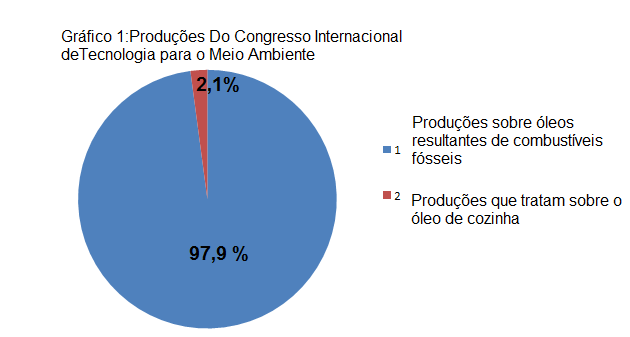 Gráfico 1:Produções Do Congresso Internacional
deTecnologia para o Meio Ambiente
2,1%
97,9 %
1
Produções sobre óleos
resultantes de combustíveis
fósseis
2
Produções que tratam sobre o
óleo de cozinha